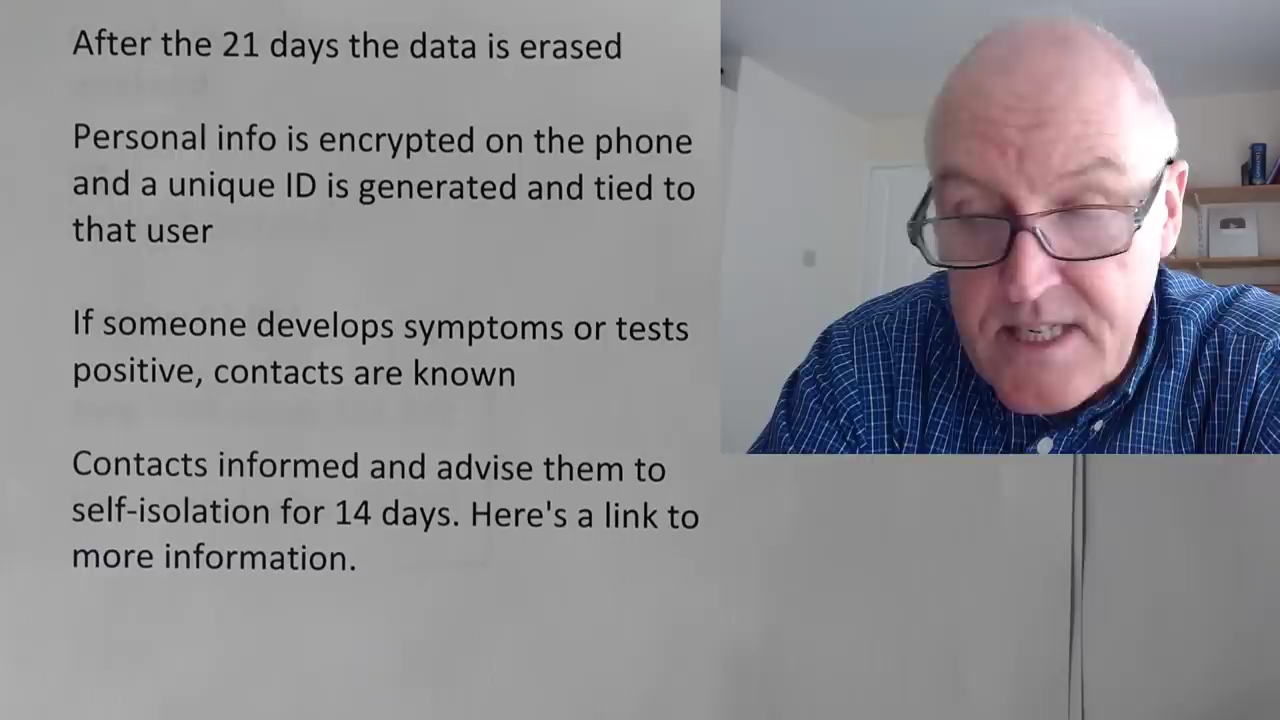 After the 21 days the data is erased
Personal info is encrypted on the phone
and a unique ID is generated and tied to
that user
If someone develops symptoms or tests
positive, contacts are known
Contacts informed and advise them to
self-isolation for 14 days. Here's a link to
more information.